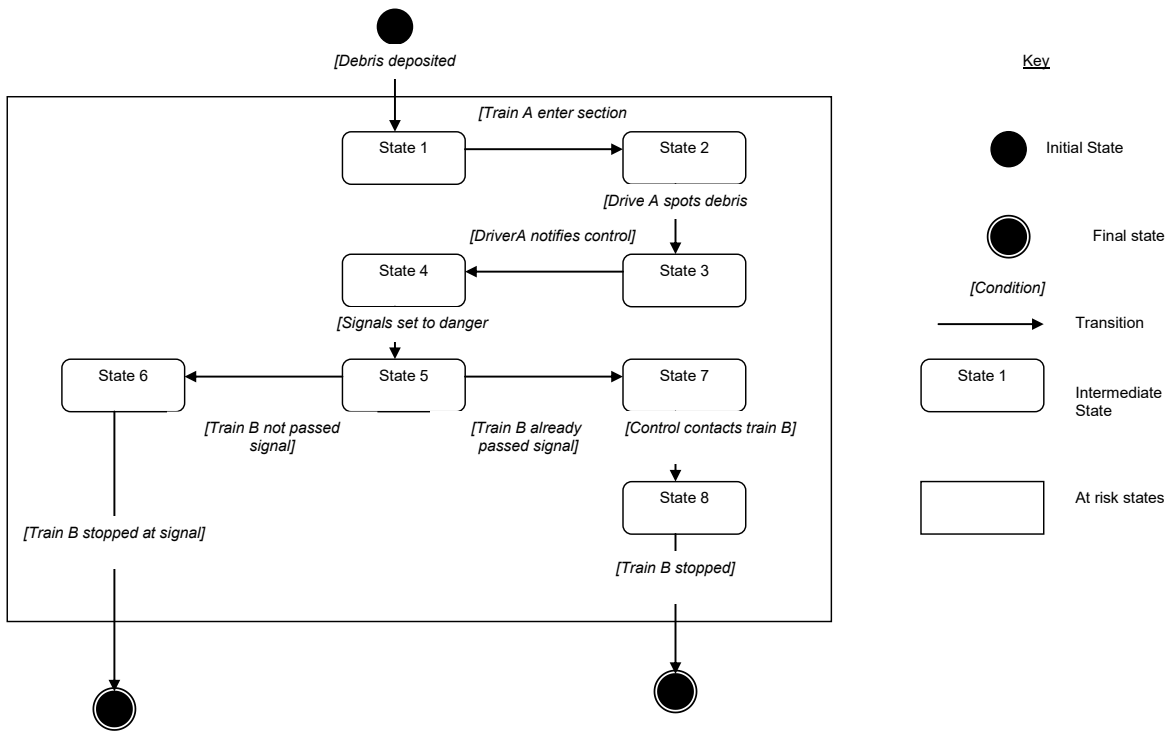 [Debris deposited
Key
[Train A enter section
State 1
State 2
Initial State
[Drive A spots debris
[DriverA notifies control]
Final state
State 4
State 3
[Condition]
[Signals set to danger
Transition
State 6
State 5
State 7
State 1
Intermediate
State
[Train B not passed
signal]
[Train B already
passed signal]
[Control contacts train B]
State 8
At risk states
[Train B stopped at signal]
[Train B stopped]